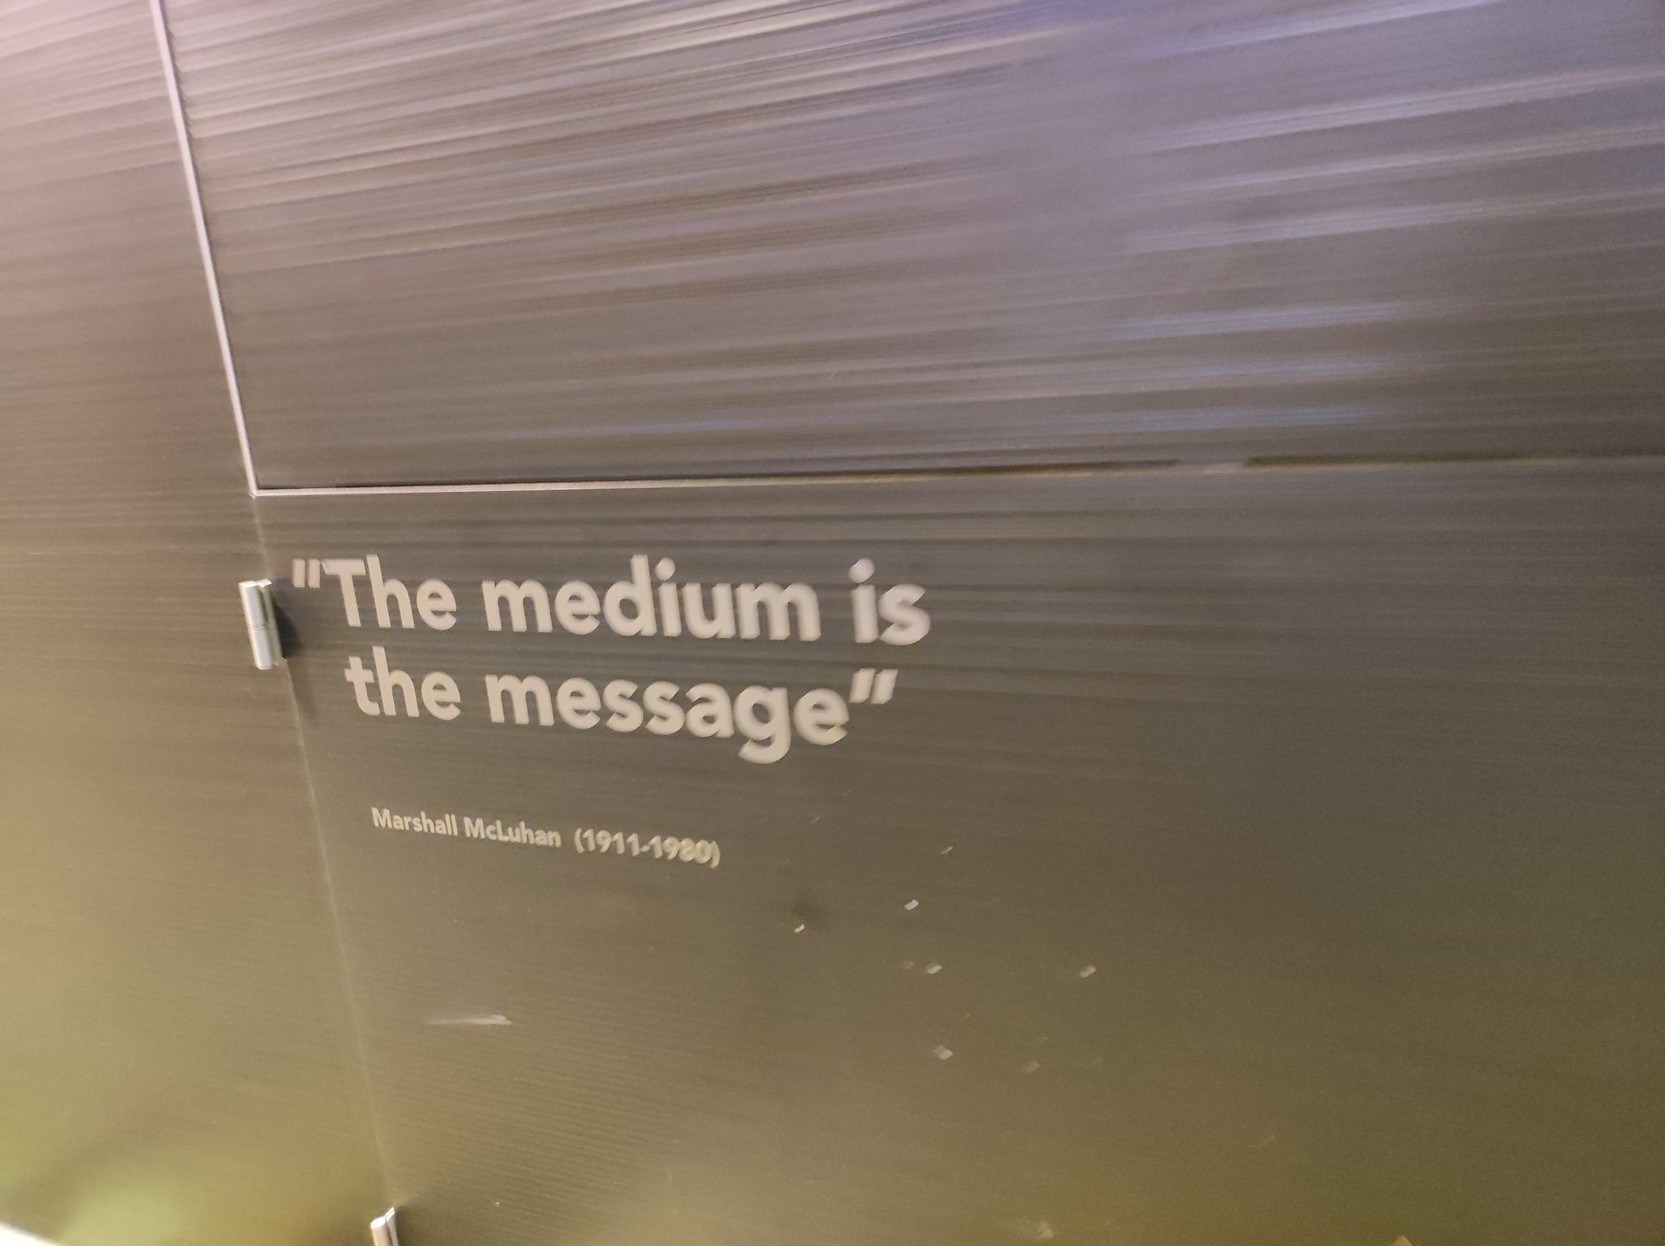 "The medium is
the message"
Marshall McLuhan (1911-1980)